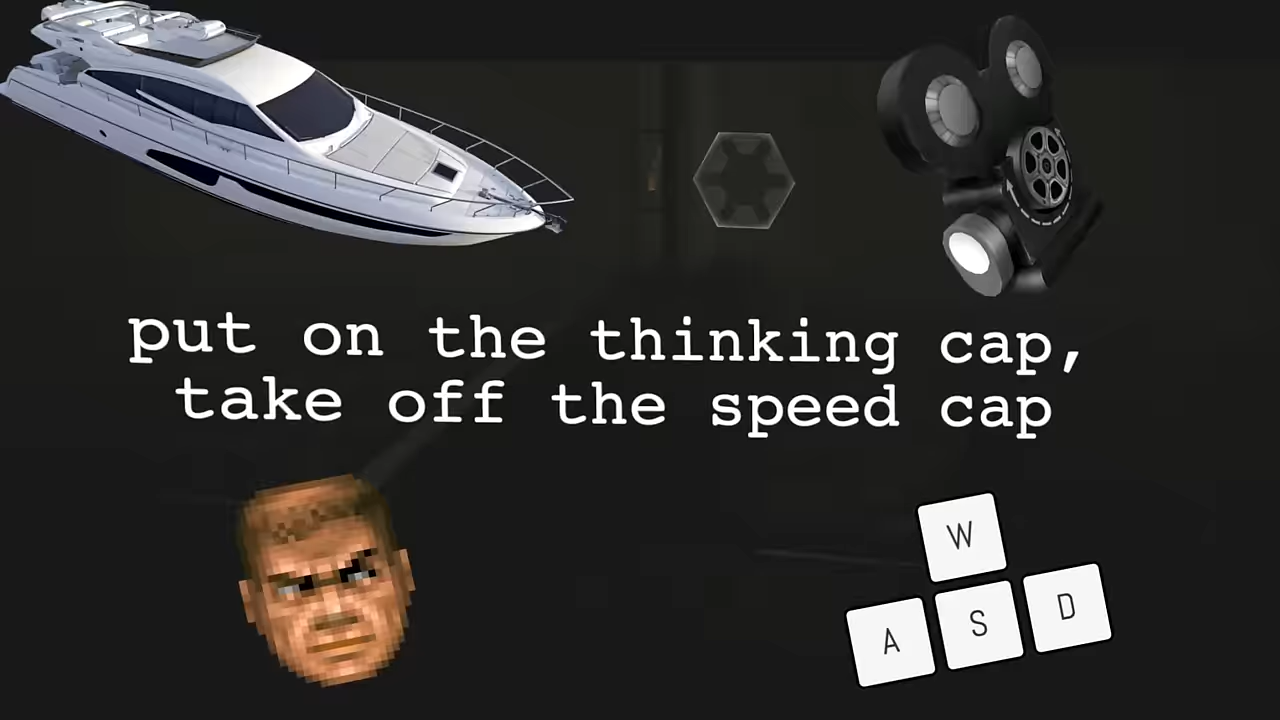 put on the thinking cap,
take off the speed cap
W
A S D